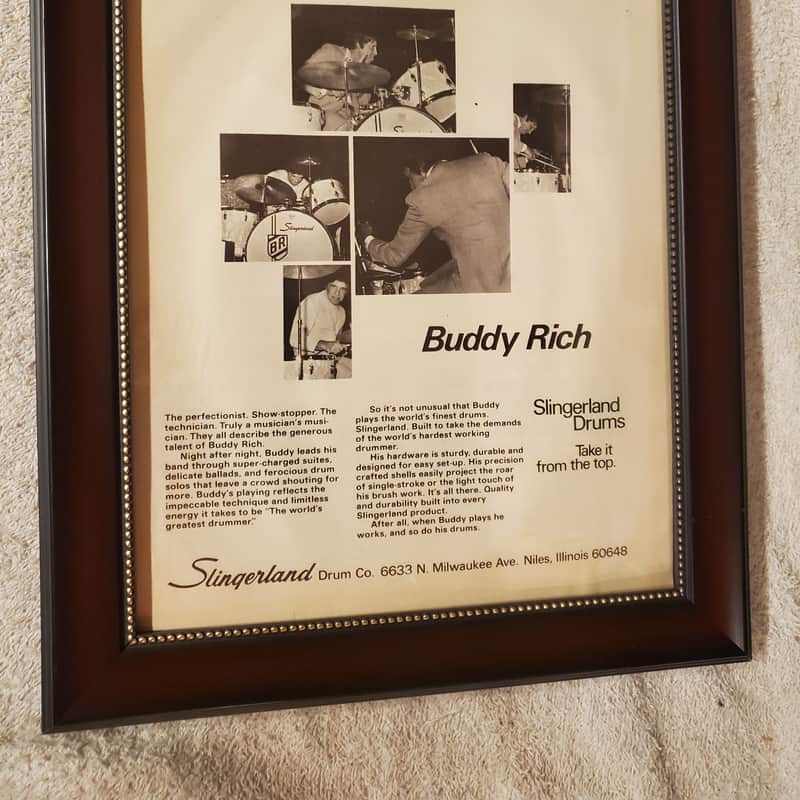 Slingerland
Slingerland
BR
Buddy Rich
The perfectionist. Show-stopper. The
technician. Truly a musician's musi-
cian. They all describe the generous
talent of Buddy Rich.
Night after night, Buddy leads his
band through super-charged suites,
delicate ballads, and ferocious drum
solos that leave a crowd shouting for
more. Buddy's playing reflects the
impeccable technique and limitless
energy it takes to be "The world's
greatest drummer."
So it's not unusual that Buddy
plays the world's finest drums.
Slingerland. Built to take the demands
of the world's hardest working
drummer.
His hardware is sturdy, durable and
designed for easy set-up. His precision
crafted shells easily project the roar
of single-stroke or the light touch of
his brush work. It's all there. Quality
and durability built into every
Slingerland product.
After all, when Buddy plays he
works, and so do his drums.
Slingerland
Drums
Take it
from the top.
Slingerland Drum Co. 6633 N. Milwaukee Ave. Niles, Illinois 60648